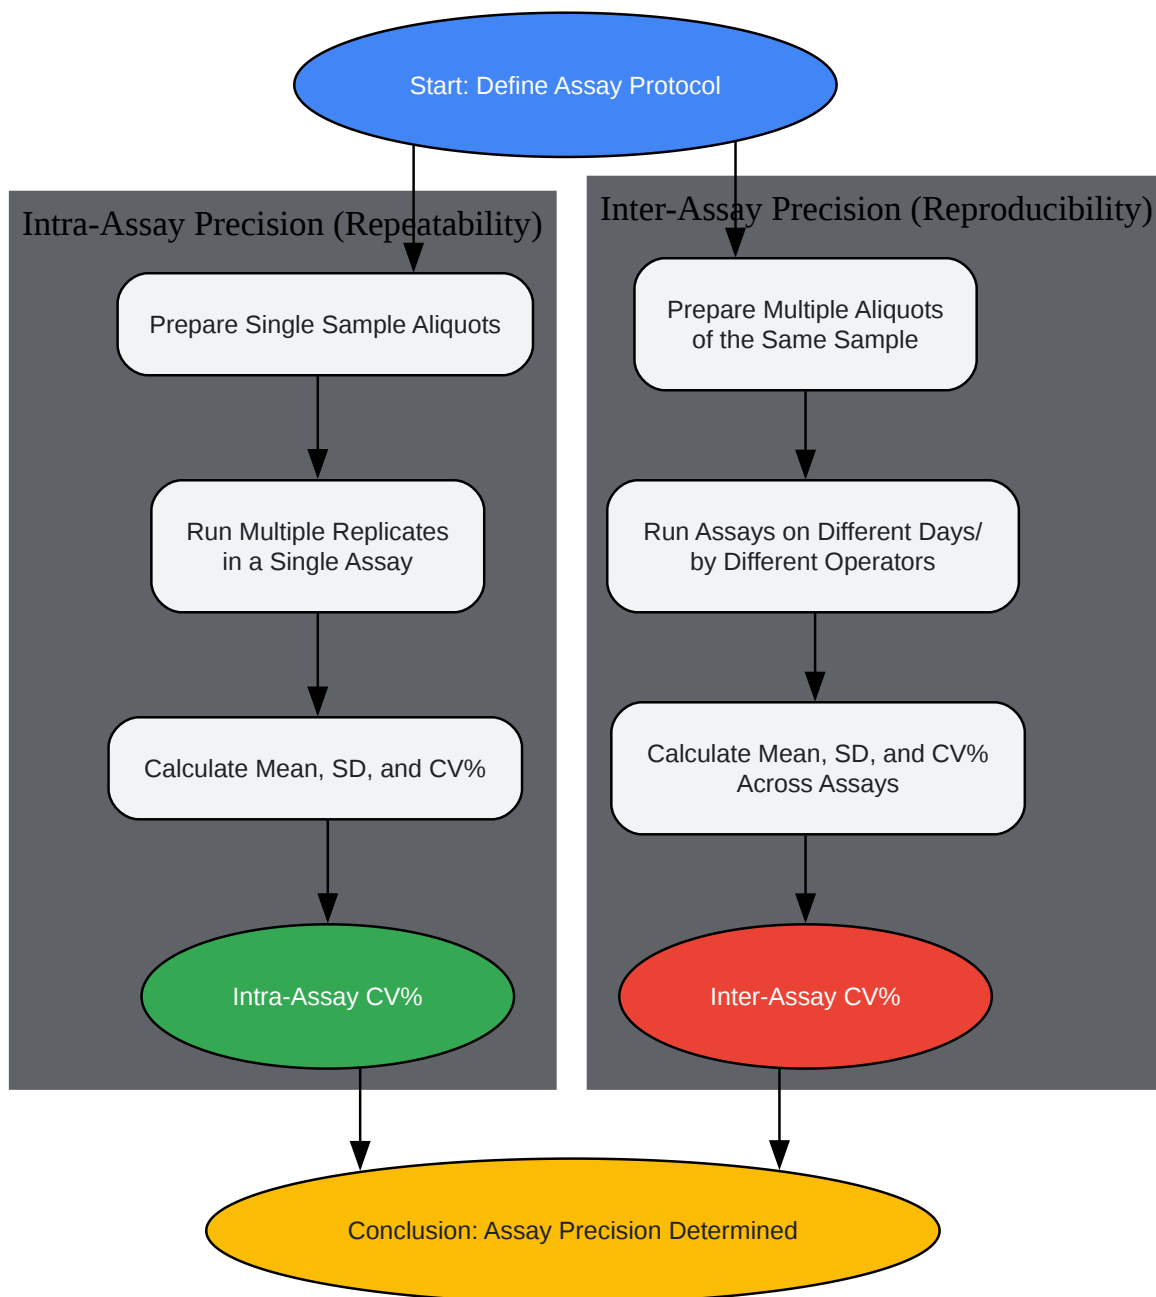 Start: Define Assay Protocol
Intra-Assay Precision (Repeatability)
Prepare Single Sample Aliquots
Run Multiple Replicates
in a Single Assay
Calculate Mean, SD, and CV%
Intra-Assay CV%
Inter-Assay Precision (Reproducibility)
Prepare Multiple Aliquots
of the Same Sample
Run Assays on Different Days/
by Different Operators
Calculate Mean, SD, and CV%
Across Assays
Inter-Assay CV%
Conclusion: Assay Precision Determined